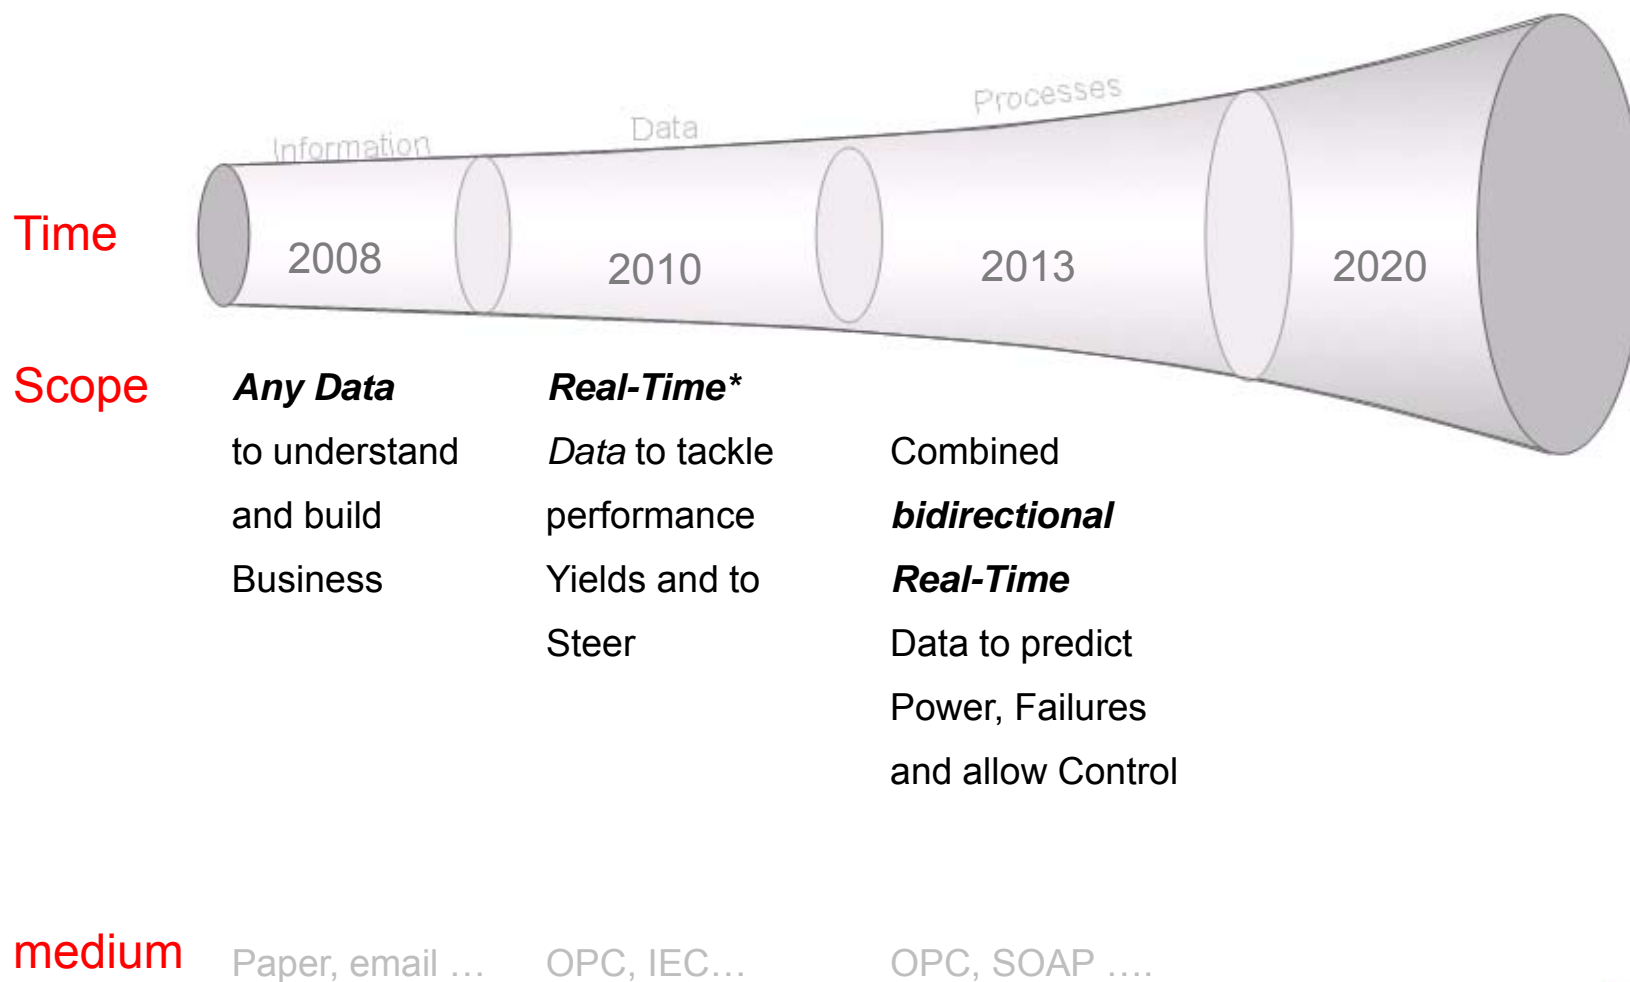 Information
Data
Processes
Time
2008
2010
2013
2020
Scope
Any Data
to understand
and build
Business
Real-Time*
Data to tackle
performance
Yields and to
Steer
Combined
bidirectional
Real-Time
Data to predict
Power, Failures
and allow Control
medium
Paper, email …
OPC, IEC…
OPC, SOAP ….